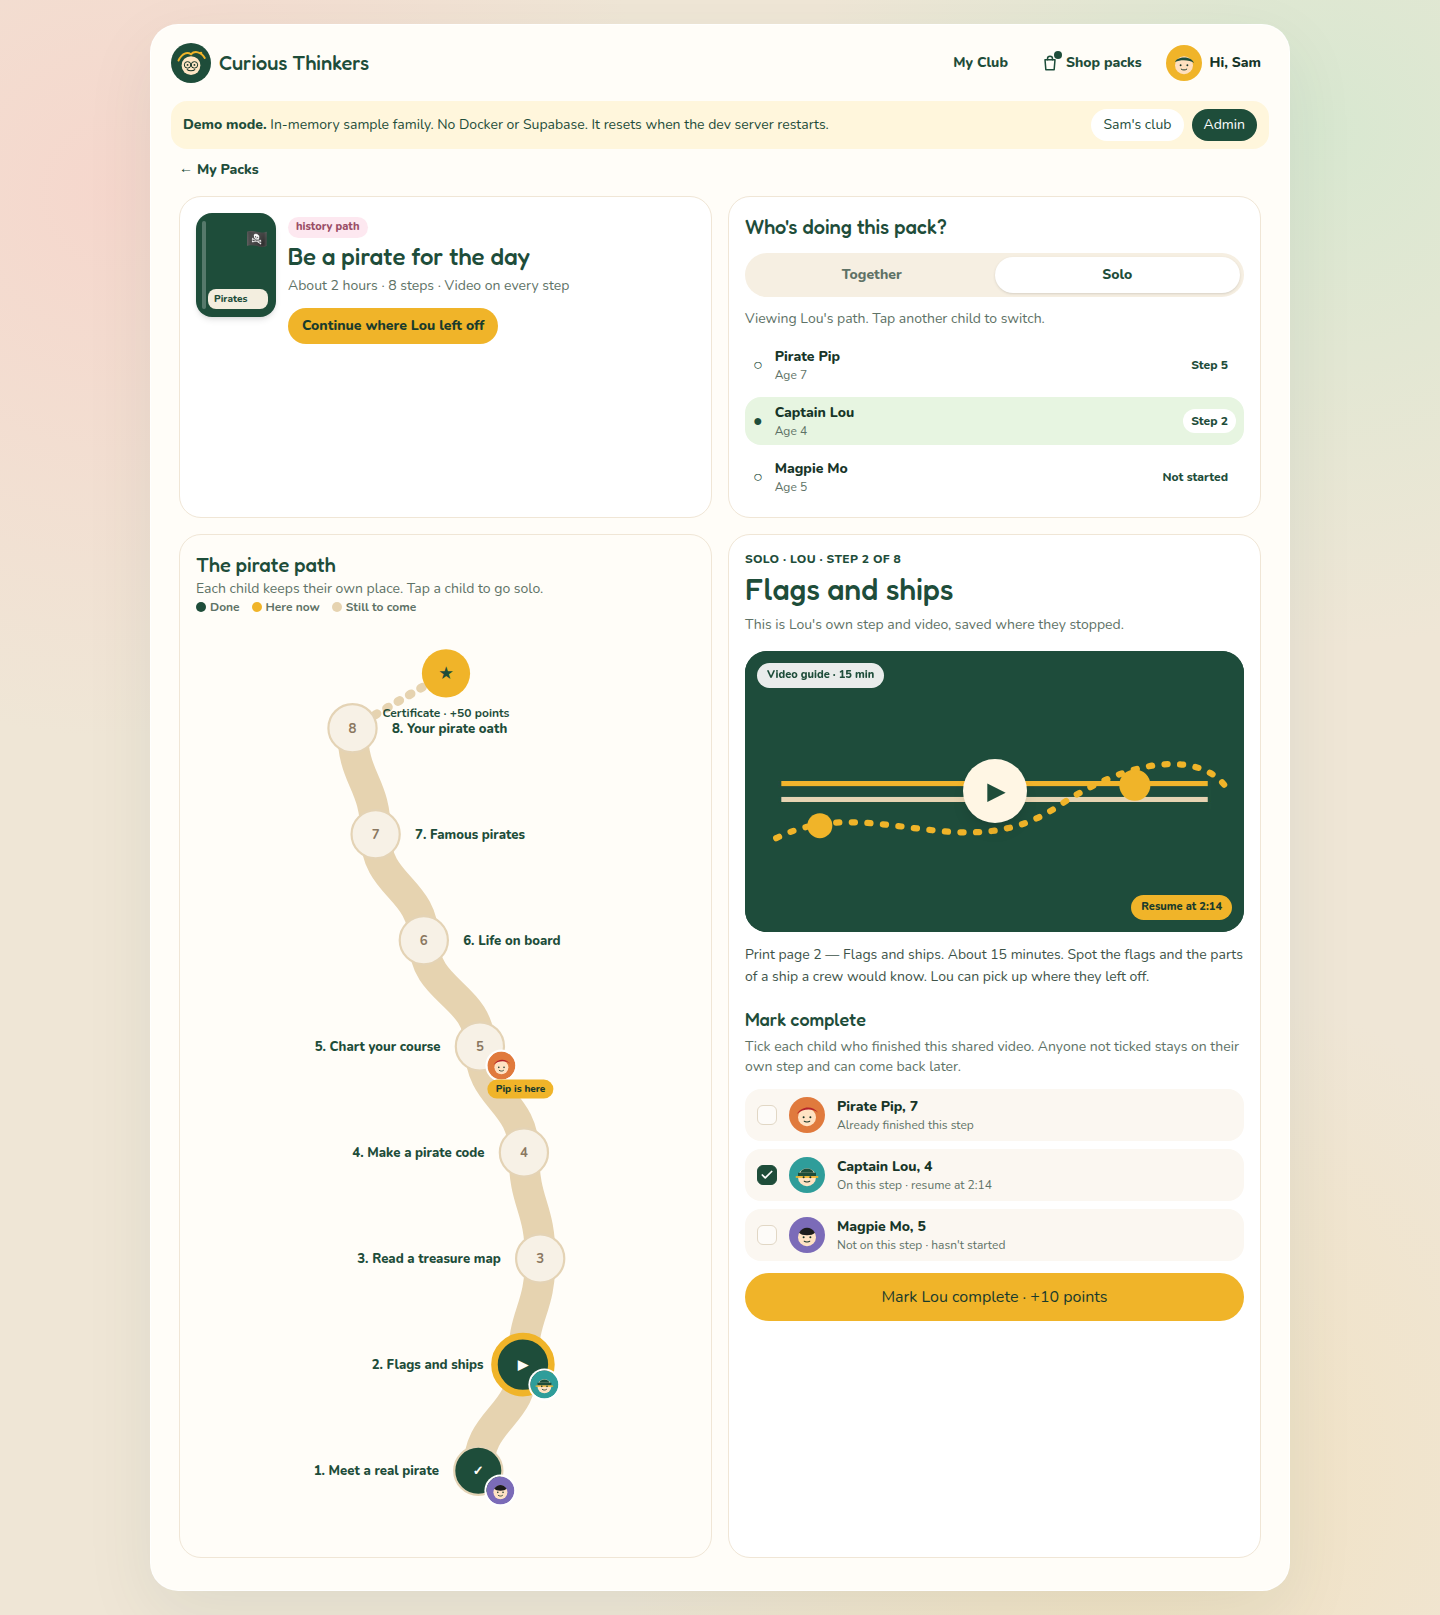 Curious Thinkers
My Club
Shop packs
Hi, Sam
Demo mode. In-memory sample family. No Docker or Supabase. It resets when the dev server restarts.
Sam's club
Admin
← My Packs
Pirates
history path
Be a pirate for the day
About 2 hours · 8 steps · Video on every step
Continue where Lou left off
Who's doing this pack?
Together
Solo
Viewing Lou's path. Tap another child to switch.
Pirate Pip
Age 7
Step 5
Captain Lou
Age 4
Step 2
Magpie Mo
Age 5
Not started
The pirate path
Each child keeps their own place. Tap a child to go solo.
Done
Here now
Still to come
★
Certificate · +50 points
8
8. Your pirate oath
7
7. Famous pirates
6
6. Life on board
5. Chart your course
5
Pip is here
4. Make a pirate code
4
3. Read a treasure map
3
2. Flags and ships
▶
1. Meet a real pirate
✓
SOLO · LOU · STEP 2 OF 8
Flags and ships
This is Lou's own step and video, saved where they stopped.
Video guide · 15 min
▶
Resume at 2:14
Print page 2 — Flags and ships. About 15 minutes. Spot the flags and the parts
of a ship a crew would know. Lou can pick up where they left off.
Mark complete
Tick each child who finished this shared video. Anyone not ticked stays on their
own step and can come back later.
Pirate Pip, 7
Already finished this step
Captain Lou, 4
On this step · resume at 2:14
Magpie Mo, 5
Not on this step · hasn't started
Mark Lou complete · +10 points